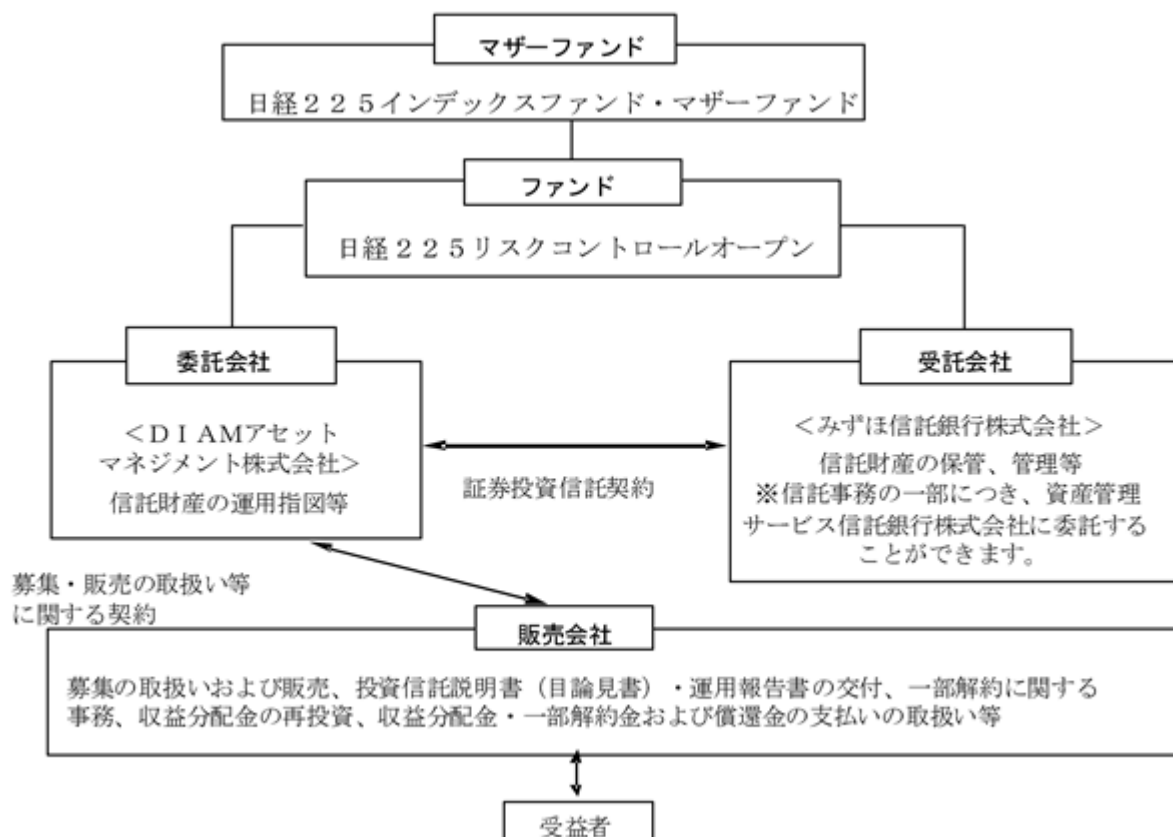 マザーファンド
日経225インデックスファンド・マザーファンド
ファンド
日経225リスクコントロールオープン
委託会社
<DIAMアセット
マネジメント株式会社>
信託財産の運用指図等
証券投資信託契約
受託会社
<みずほ信託銀行株式会社>
信託財産の保管、管理等
※信託事務の一部につき、資産管理
サービス信託銀行株式会社に委託する
ことができます。
募集・販売の取扱い等
に関する契約
販売会社
募集の取扱いおよび販売、投資信託説明書(目論見書)・運用報告書の交付、一部解約に関する
事務、収益分配金の再投資、収益分配金・一部解約金および償還金の支払いの取扱い等
受益者